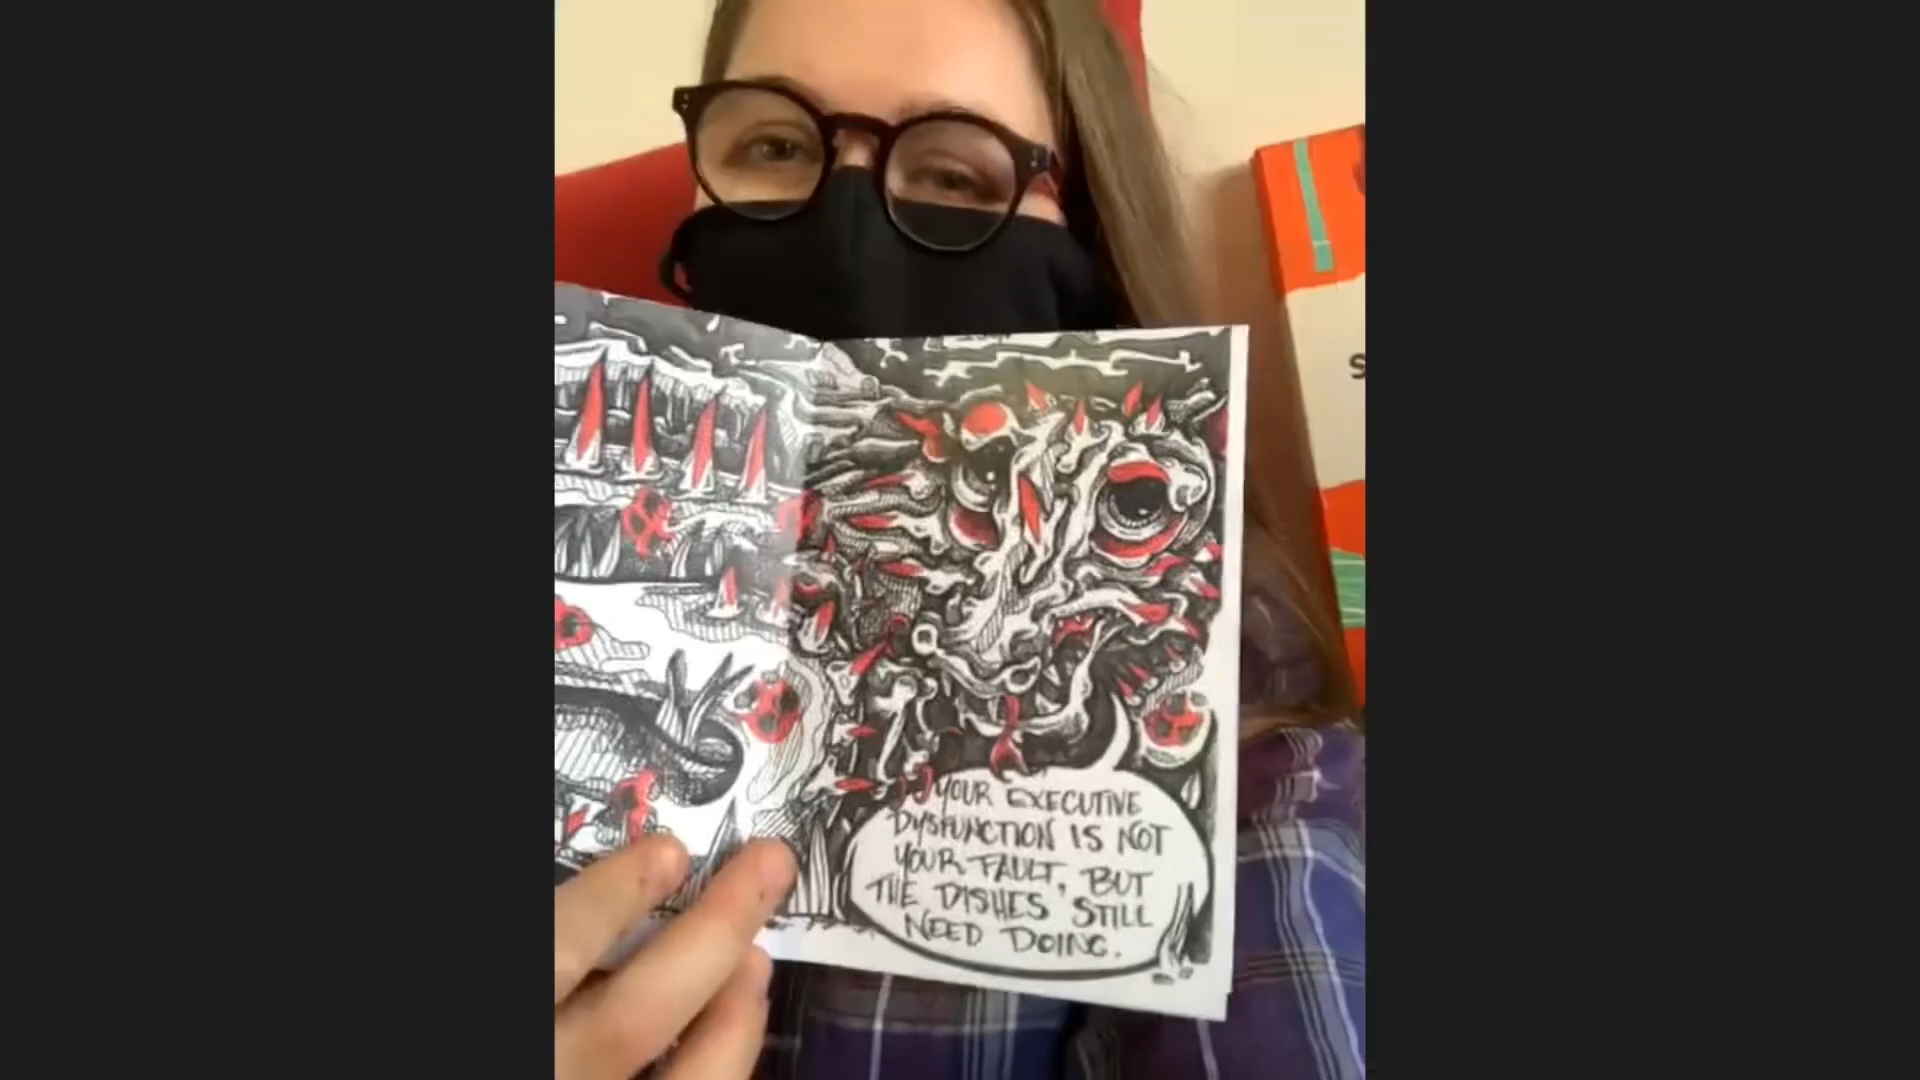 YOUR EXECUTIVE
DYSFUNCTION IS NOT
YOUR FAULT, BUT
THE DISHES STILL
NEED DOING.
S